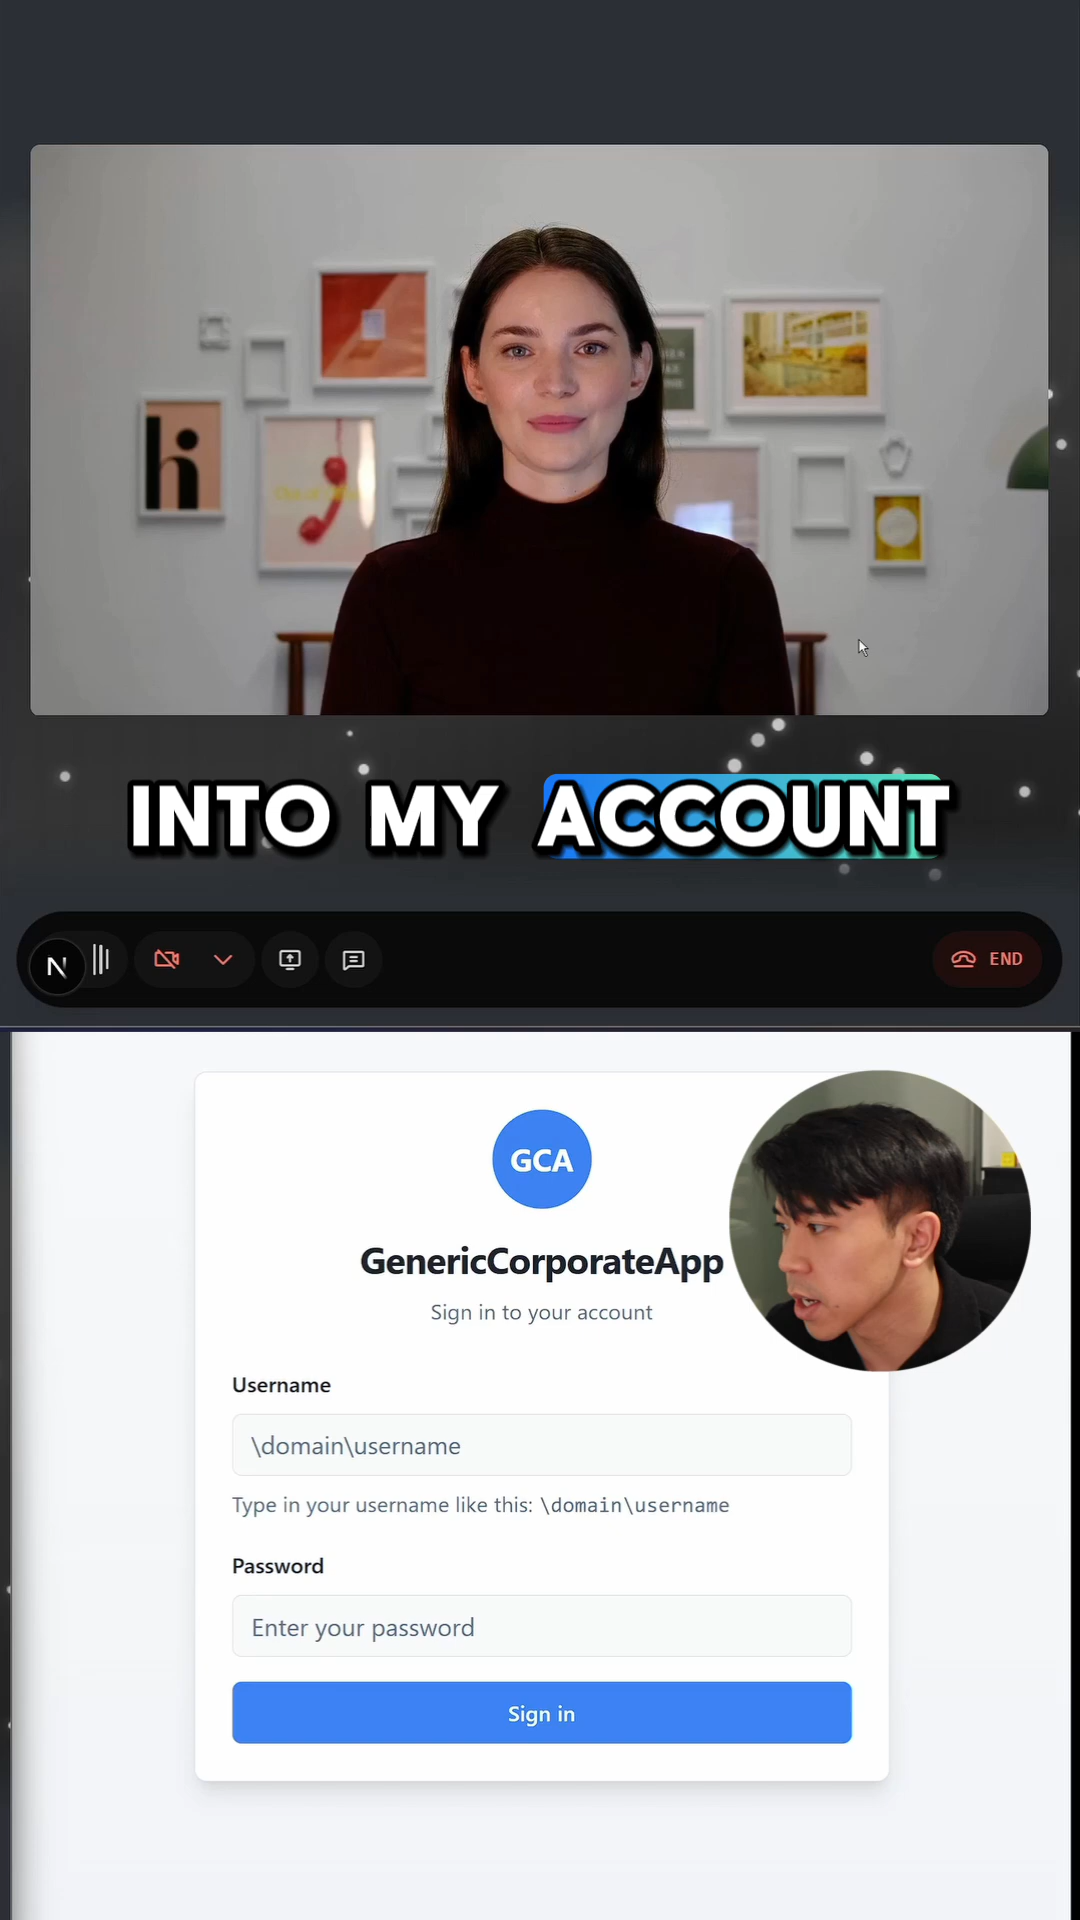 hi
INTO MY ACCOUNT
N
END
GCA
GenericCorporateApp
Sign in to your account
Username
\domain\username
Type in your username like this: \domain\username
Password
Enter your password
Sign in